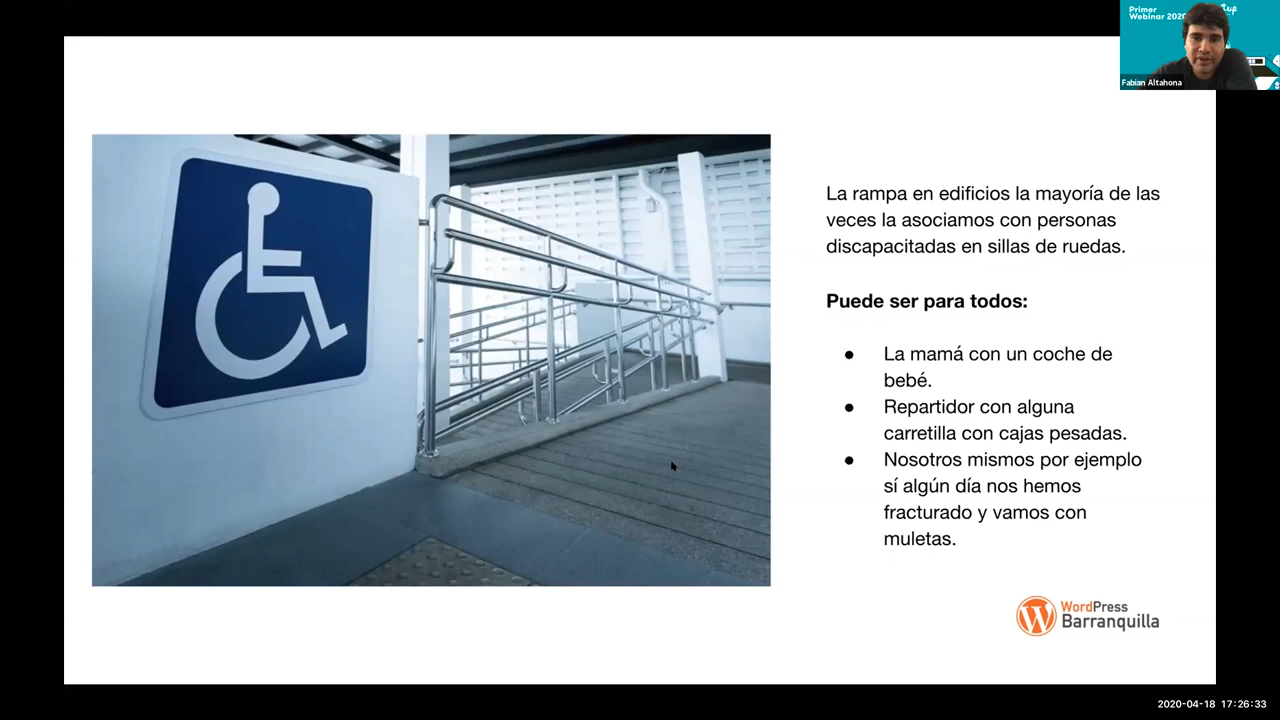 Primer
Webinar 2020
Fabian Altahona
La rampa en edificios la mayoría de las
veces la asociamos con personas
discapacitadas en sillas de ruedas.
Puede ser para todos:
● La mamá con un coche de
bebé.
● Repartidor con alguna
carretilla con cajas pesadas.
● Nosotros mismos por ejemplo
sí algún día nos hemos
fracturado y vamos con
muletas.
WordPress
Barranquilla
2020-04-18 17:26:33